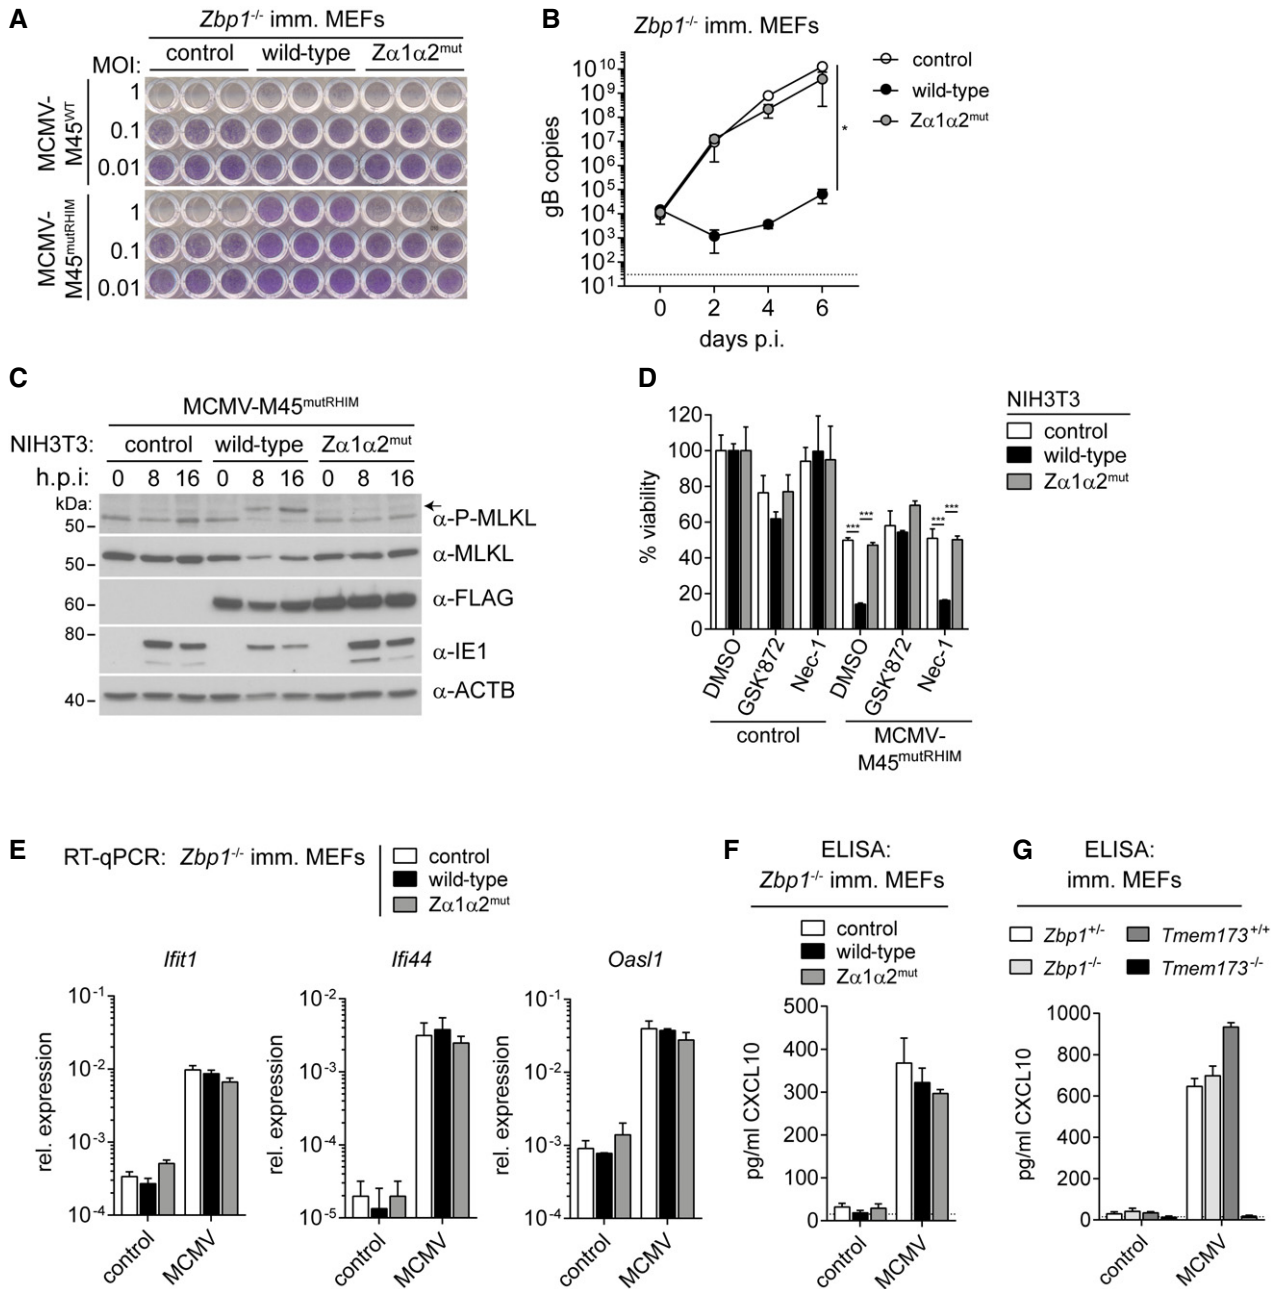 A
Zbp1-/- imm. MEFs
control wild-type Zα1α2mut
MOI:
MCMV-
M45WT
1
0.1
0.01
MCMV-
M45mutRHIM
1
0.1
0.01
B
Zbp1-/- imm. MEFs
gB copies
10^10
10^9
10^8
10^7
10^6
10^5
10^4
10^3
10^2
10^1
0 2 4 6
days p.i.
*
control
wild-type
Zα1α2mut
C
MCMV-M45mutRHIM
NIH3T3: control wild-type Zα1α2mut
h.p.i: 0 8 16 0 8 16 0 8 16
kDa:
50 α-P-MLKL
50 α-MLKL
60 α-FLAG
80 α-IE1
40 α-ACTB
D
NIH3T3
control
wild-type
Zα1α2mut
% viability
120
100
80
60
40
20
0
*** *** *** ***
DMSO GSK'872 Nec-1 DMSO GSK'872 Nec-1
control MCMV-
M45mutRHIM
E
RT-qPCR: Zbp1-/- imm. MEFs
control
wild-type
Zα1α2mut
Ifit1
rel. expression
10^-1
10^-2
10^-3
10^-4
control MCMV
Ifi44
rel. expression
10^-2
10^-3
10^-4
10^-5
control MCMV
Oasl1
rel. expression
10^-1
10^-2
10^-3
10^-4
control MCMV
F
ELISA:
Zbp1-/- imm. MEFs
control
wild-type
Zα1α2mut
pg/ml CXCL10
500
400
300
200
100
0
control MCMV
G
ELISA:
imm. MEFs
Zbp1+/- Tmem173+/+
Zbp1-/- Tmem173-/-
pg/ml CXCL10
1000
800
600
400
200
0
control MCMV